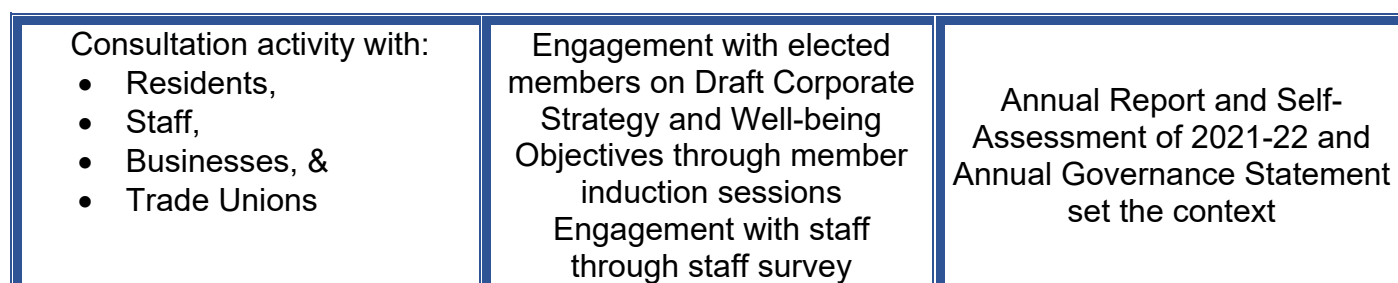 Consultation activity with:
• Residents,
• Staff,
• Businesses, &
• Trade Unions
Engagement with elected
members on Draft Corporate
Strategy and Well-being
Objectives through member
induction sessions
Engagement with staff
through staff survey
Annual Report and Self-
Assessment of 2021-22 and
Annual Governance Statement
set the context